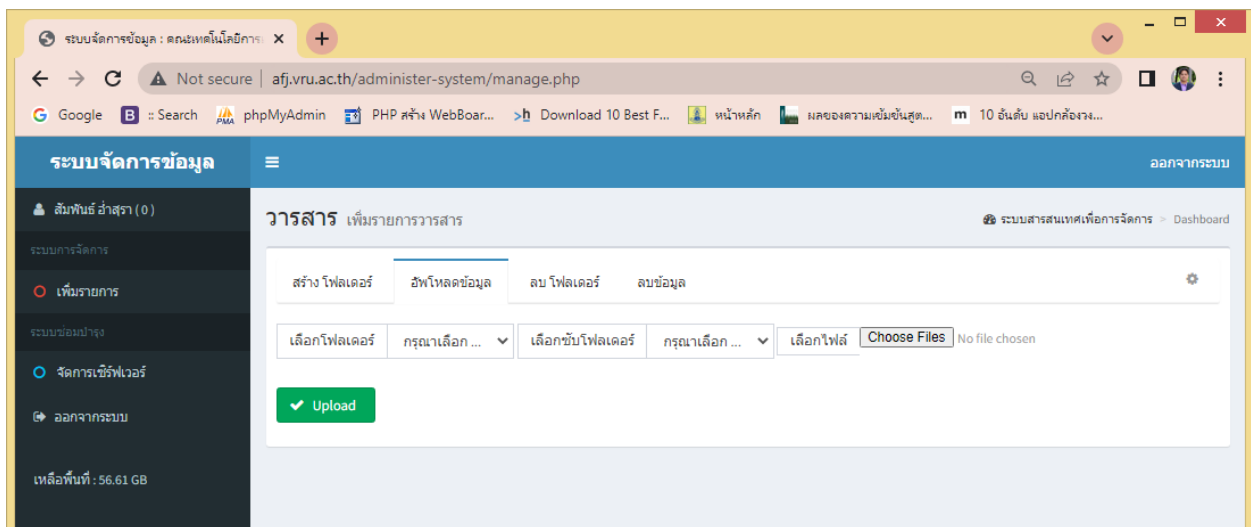 ระบบจัดการข้อมูล : คณะเทคโนโลยีการเ
Not secure | afj.vru.ac.th/administer-system/manage.php
Google B :: Search PMA phpMyAdmin PHP สร้าง WebBoar... >h Download 10 Best F... หน้าหลัก ผลของความเข้มข้นสูต... m 10 อันดับ แอปกล้องวง...
ระบบจัดการข้อมูล ออกจากระบบ
สัมพันธ์ อ่ำสุรา ( 0 )
วารสาร เพิ่มรายการวารสาร ระบบสารสนเทศเพื่อการจัดการ > Dashboard
ระบบการจัดการ
สร้าง โฟลเดอร์ อัพโหลดข้อมูล ลบ โฟลเดอร์ ลบข้อมูล
เพิ่มรายการ
ระบบซ่อมบำรุง
เลือกโฟลเดอร์ กรุณาเลือก ... เลือกซับโฟลเดอร์ กรุณาเลือก ... เลือกไฟล์ Choose Files No file chosen
จัดการเซิร์ฟเวอร์
Upload
ออกจากระบบ
เหลือพื้นที่ : 56.61 GB